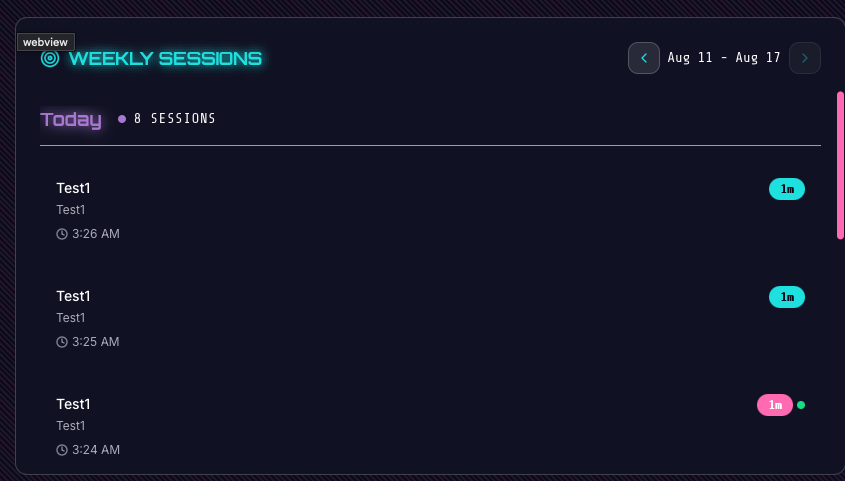 webview
WEEKLY SESSIONS
Aug 11 - Aug 17
Today
8 SESSIONS
Test1
1m
Test1
3:26 AM
Test1
1m
Test1
3:25 AM
Test1
1m
Test1
3:24 AM